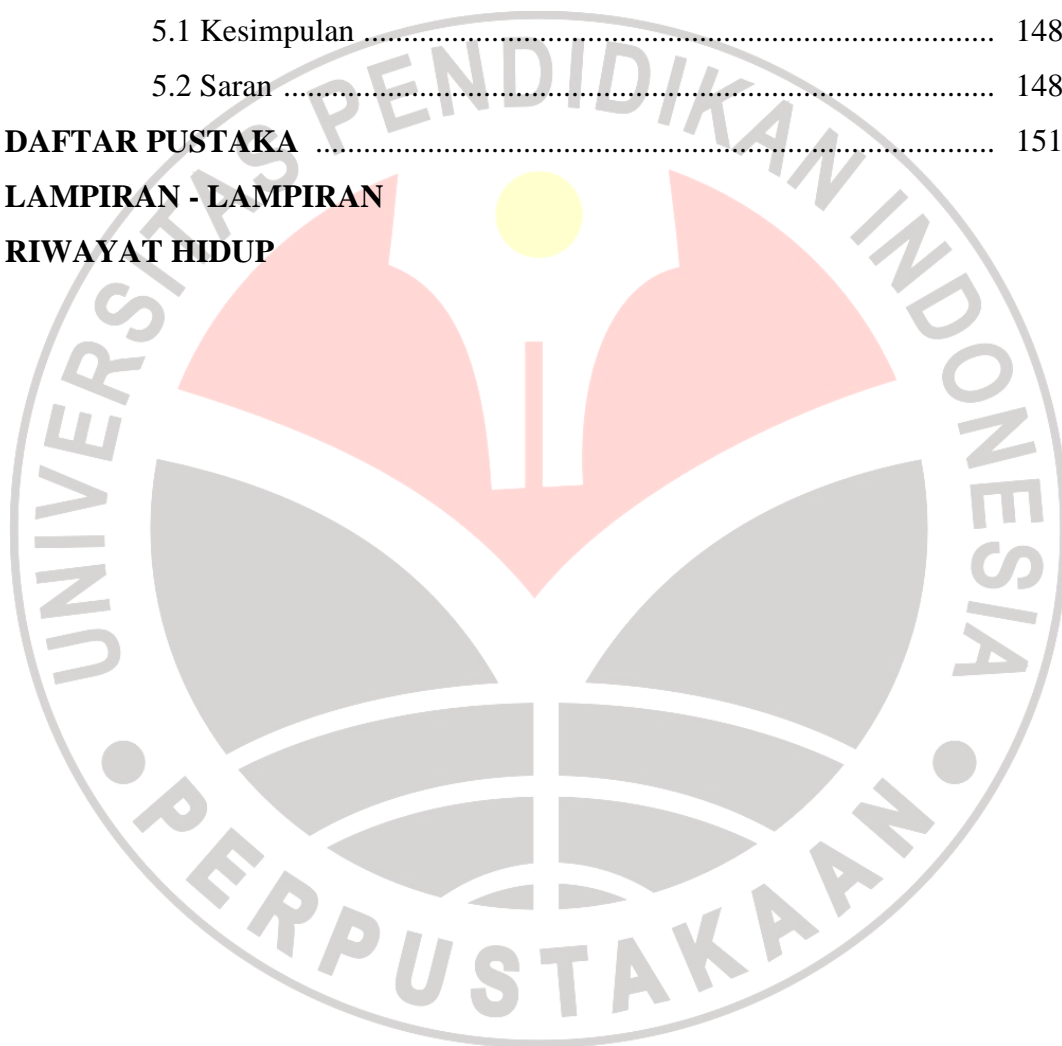 5.1 Kesimpulan ................................................................................. 148
5.2 Saran ........................................................................................... 148
DAFTAR PUSTAKA ....................................................................................... 151
LAMPIRAN - LAMPIRAN
RIWAYAT HIDUP
UNIVERSITAS PENDIDIKAN INDONESIA
PERPUSTAKAAN